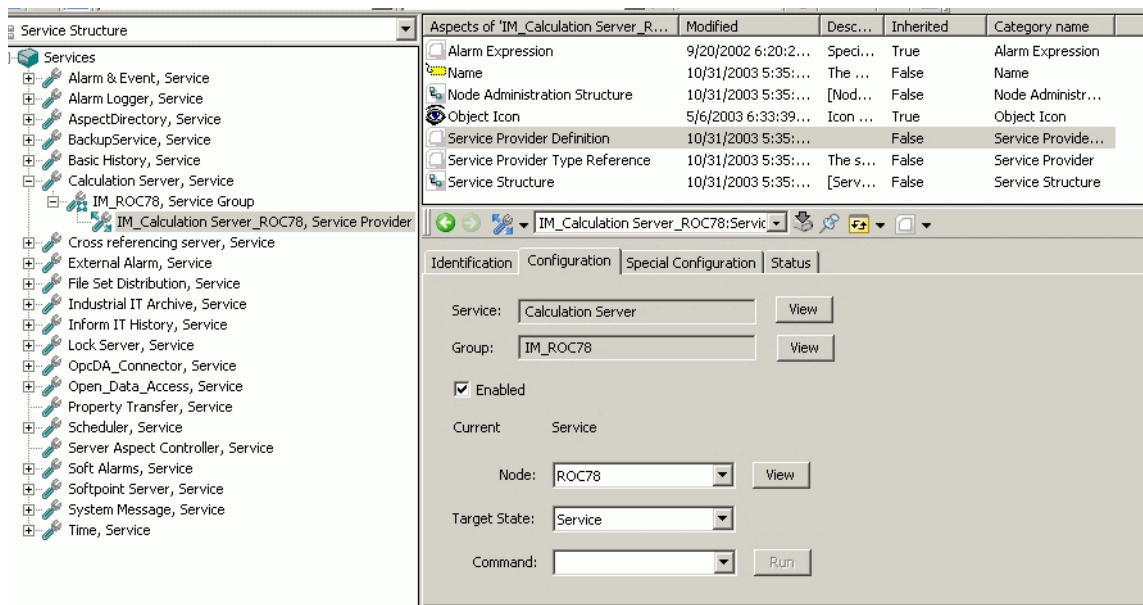 Service Structure
Services
Alarm & Event, Service
Alarm Logger, Service
AspectDirectory, Service
BackupService, Service
Basic History, Service
Calculation Server, Service
IM_ROC78, Service Group
IM_Calculation Server_ROC78, Service Provider
Cross referencing server, Service
External Alarm, Service
File Set Distribution, Service
Industrial IT Archive, Service
Inform IT History, Service
Lock Server, Service
OpcDA_Connector, Service
Open_Data_Access, Service
Property Transfer, Service
Scheduler, Service
Server Aspect Controller, Service
Soft Alarms, Service
Softpoint Server, Service
System Message, Service
Time, Service
Aspects of 'IM_Calculation Server_R... Modified Desc... Inherited Category name
Alarm Expression 9/20/2002 6:20:2... Speci... True Alarm Expression
Name 10/31/2003 5:35:... The ... False Name
Node Administration Structure 10/31/2003 5:35:... [Nod... False Node Administr...
Object Icon 5/6/2003 6:33:39... Icon ... True Object Icon
Service Provider Definition 10/31/2003 5:35:... False Service Provide...
Service Provider Type Reference 10/31/2003 5:35:... The s... False Service Provider
Service Structure 10/31/2003 5:35:... [Serv... False Service Structure
IM_Calculation Server_ROC78:Servic
Identification Configuration Special Configuration Status
Service: Calculation Server View
Group: IM_ROC78 View
Enabled
Current Service
Node: ROC78 View
Target State: Service
Command: Run